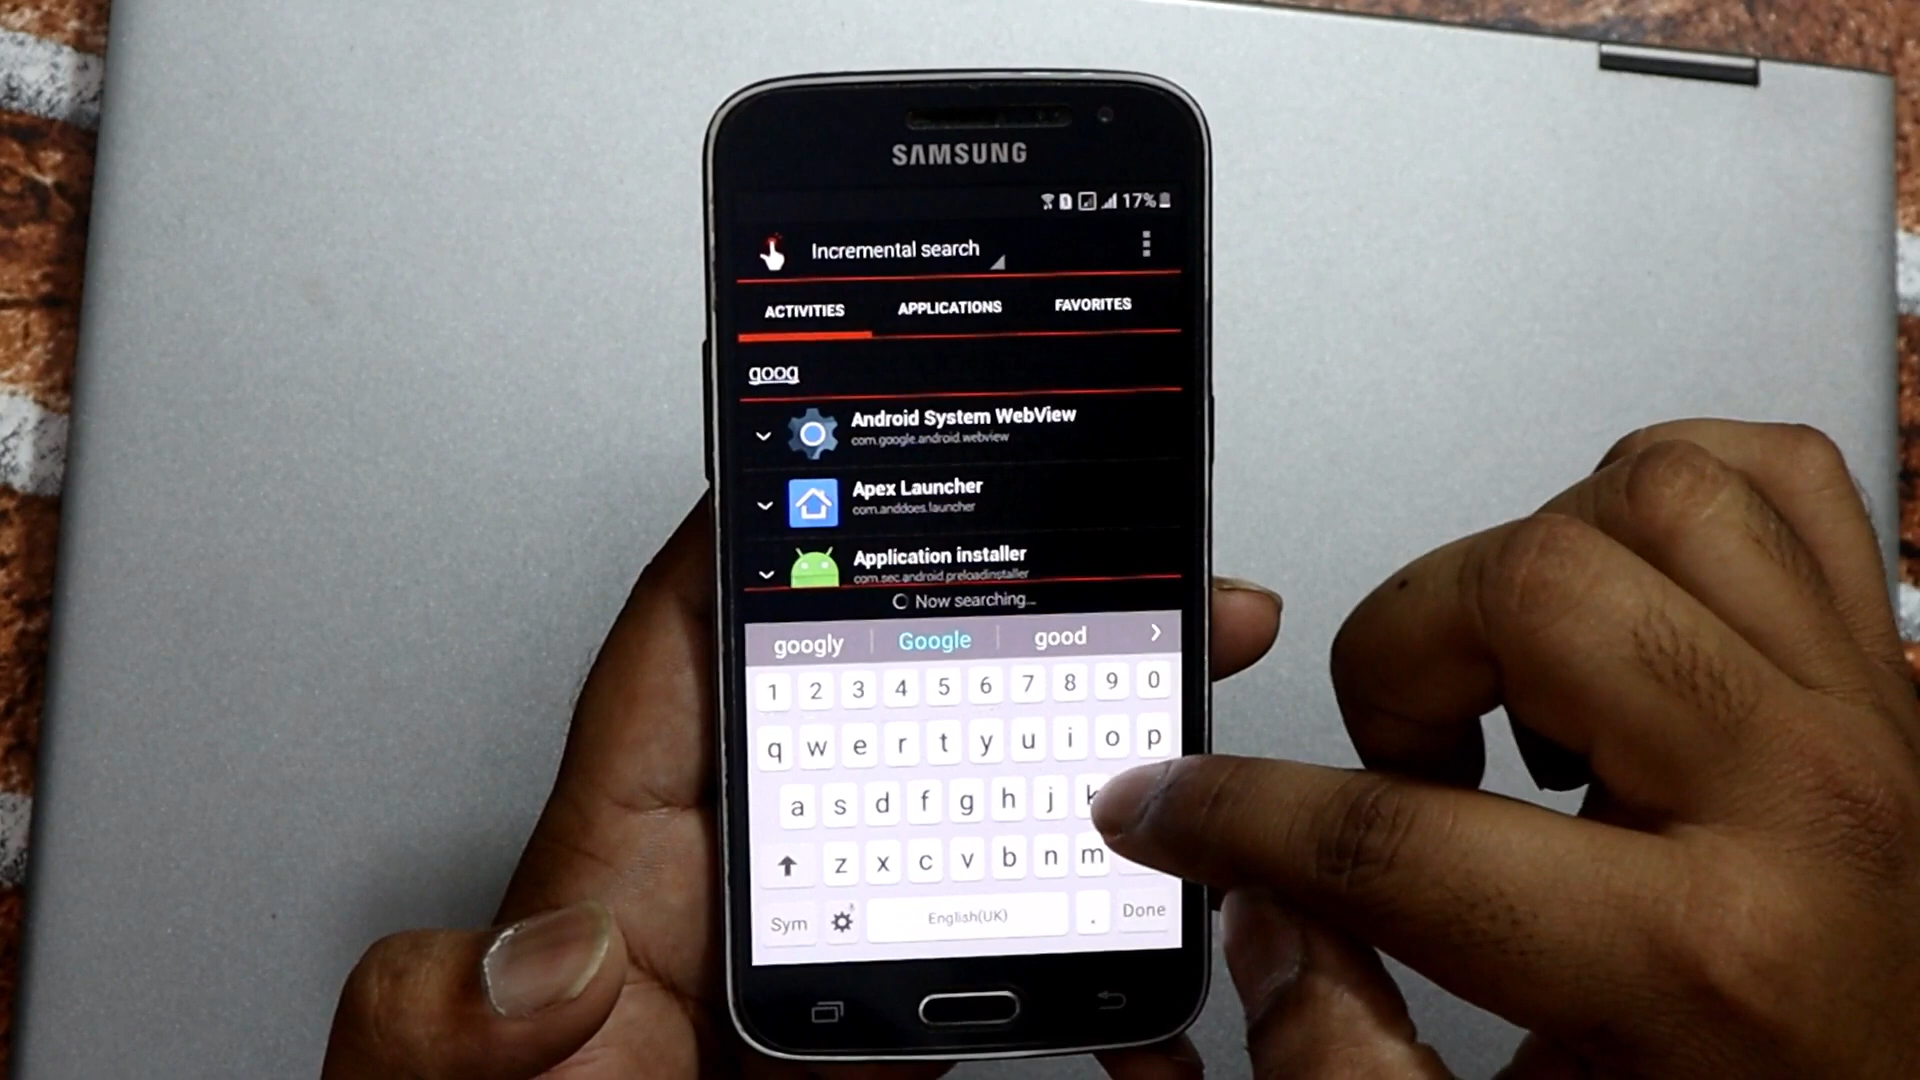 SAMSUNG
17%
Incremental search
ACTIVITIES APPLICATIONS FAVORITES
goog
Android System WebView
com.google.android.webview
Apex Launcher
com.anddoes.launcher
Application installer
com.sec.android.preloadinstaller
Now searching...
googly Google good
1 2 3 4 5 6 7 8 9 0
q w e r t y u i o p
a s d f g h j k
z x c v b n m
Sym English(UK) . Done